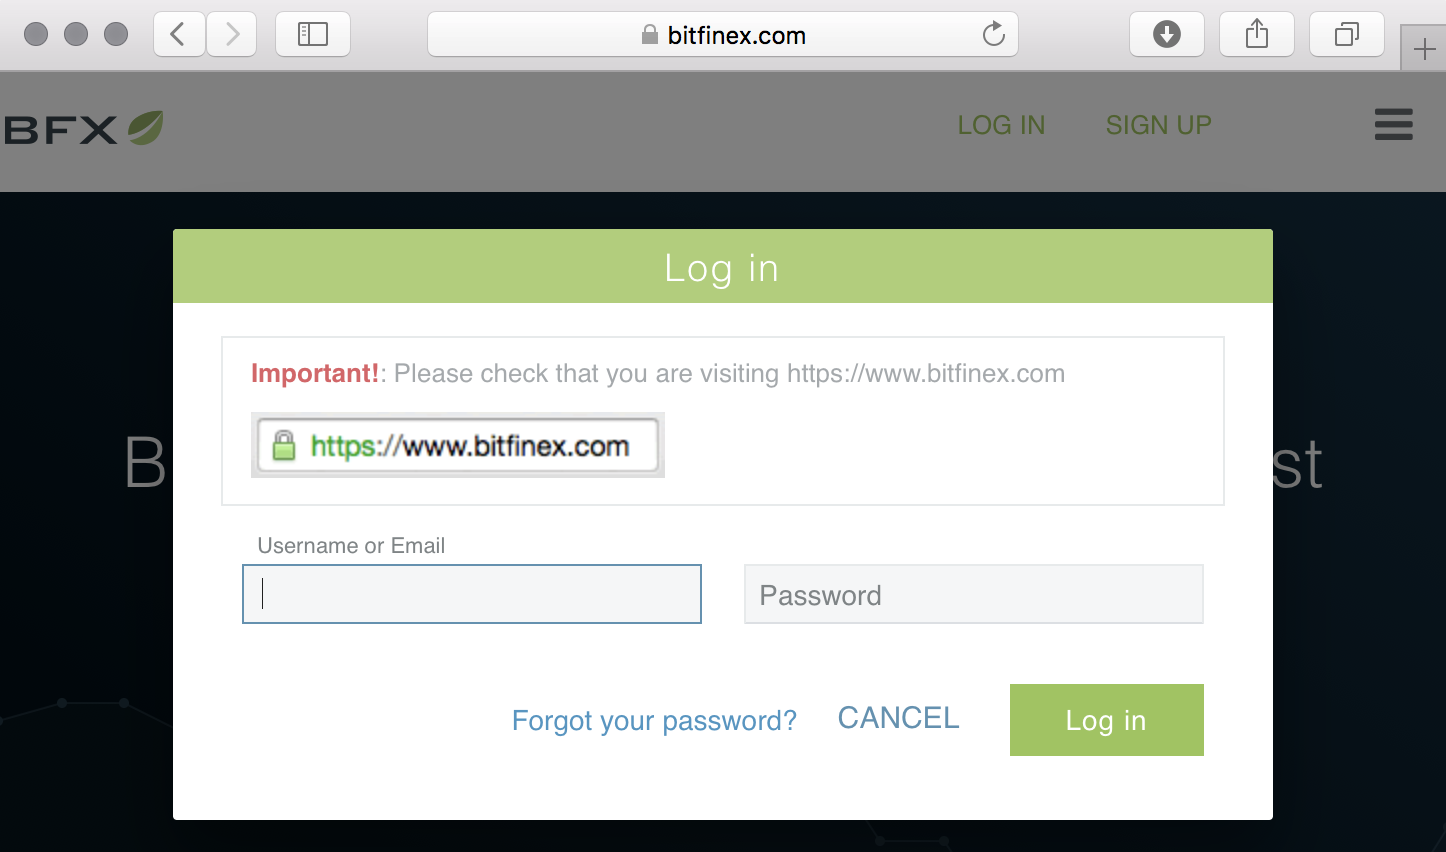 bitfinex.com
BFX
LOG IN
SIGN UP
Log in
Important!: Please check that you are visiting https://www.bitfinex.com
https://www.bitfinex.com
B
st
Username or Email
Password
Forgot your password?
CANCEL
Log in